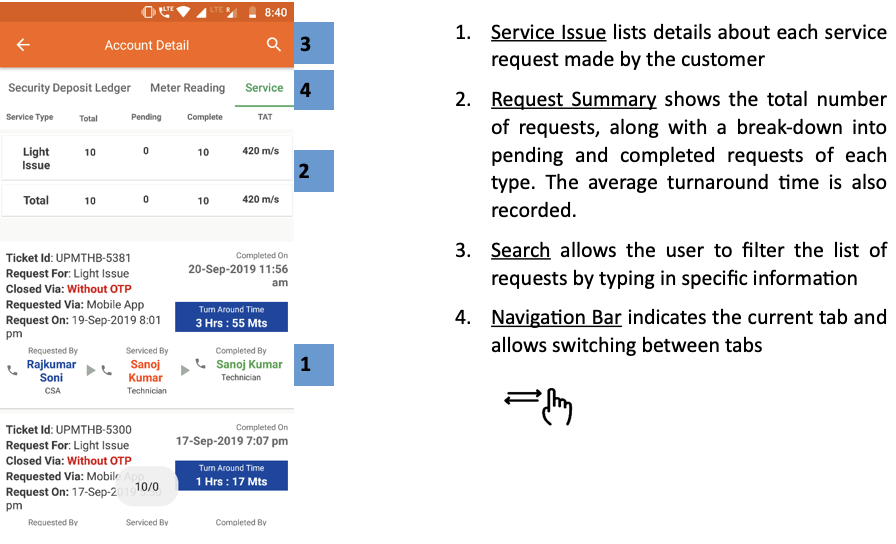 LTE LTE R 8:40
Account Detail
3
Security Deposit Ledger Meter Reading Service
4
Service Type Total Pending Complete TAT
Light Issue 10 0 10 420 m/s
2
Total 10 0 10 420 m/s
Ticket Id: UPMTHB-5381
Request For: Light Issue
Closed Via: Without OTP
Requested Via: Mobile App
Request On: 19-Sep-2019 8:01
pm
Completed On
20-Sep-2019 11:56
am
Turn Around Time
3 Hrs : 55 Mts
Requested By Serviced By Completed By
Rajkumar Soni
CSA
Sanoj Kumar
Technician
Sanoj Kumar
Technician
1
Ticket Id: UPMTHB-5300
Request For: Light Issue
Closed Via: Without OTP
Requested Via: Mobile App
Request On: 17-Sep-2019
pm
Completed On
17-Sep-2019 7:07 pm
Turn Around Time
1 Hrs : 17 Mts
10/0
Requested By Serviced By Completed By
1. Service Issue lists details about each service
request made by the customer
2. Request Summary shows the total number
of requests, along with a break-down into
pending and completed requests of each
type. The average turnaround time is also
recorded.
3. Search allows the user to filter the list of
requests by typing in specific information
4. Navigation Bar indicates the current tab and
allows switching between tabs